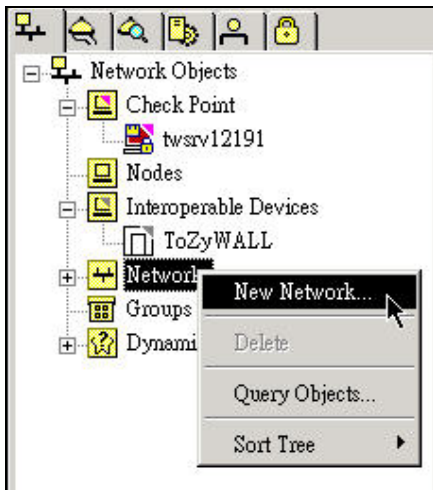 Network Objects
Check Point
twsrv12191
Nodes
Interoperable Devices
ToZyWALL
Network
New Network...
Groups
Delete
Dynami
Query Objects...
Sort Tree